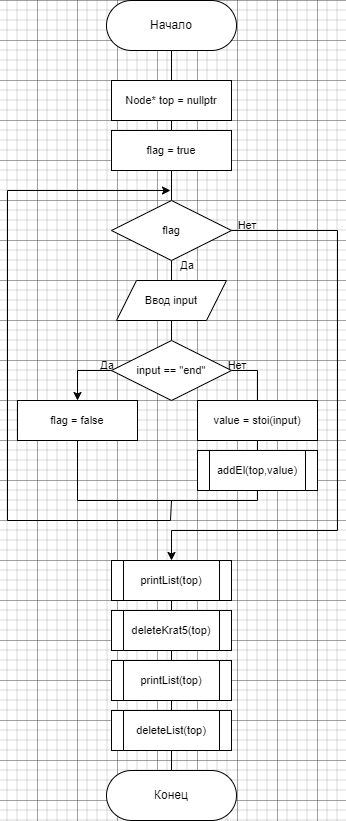 Начало
Node* top = nullptr
flag = true
flag
Нет
Да
Ввод input
input == "end"
Да
Нет
flag = false
value = stoi(input)
addEl(top,value)
printList(top)
deleteKrat5(top)
printList(top)
deleteList(top)
Конец